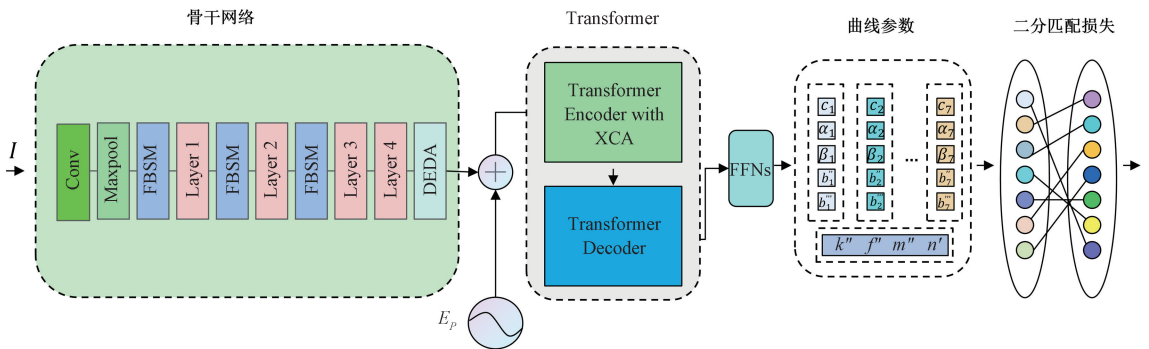 骨干网络
Transformer
曲线参数
二分匹配损失
I
Conv
Maxpool
FBSM
Layer 1
FBSM
Layer 2
FBSM
Layer 3
Layer 4
DEDA
E_P
Transformer
Encoder with
XCA
Transformer
Decoder
FFNs
c₁ c₂ c₇
α₁ α₂ α₇
β₁ β₂ ... β₇
b₁'' b₂'' b₇''
b₁''' b₂''' b₇'''
k'' f'' m'' n'